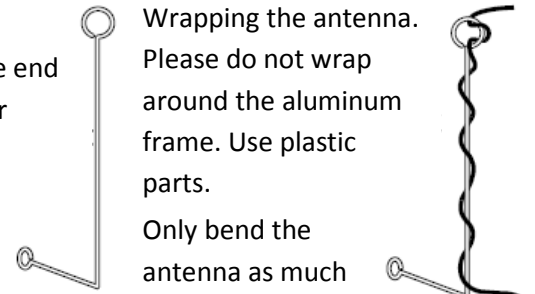 e end
r
Wrapping the antenna.
Please do not wrap
around the aluminum
frame. Use plastic
parts.
Only bend the
antenna as much